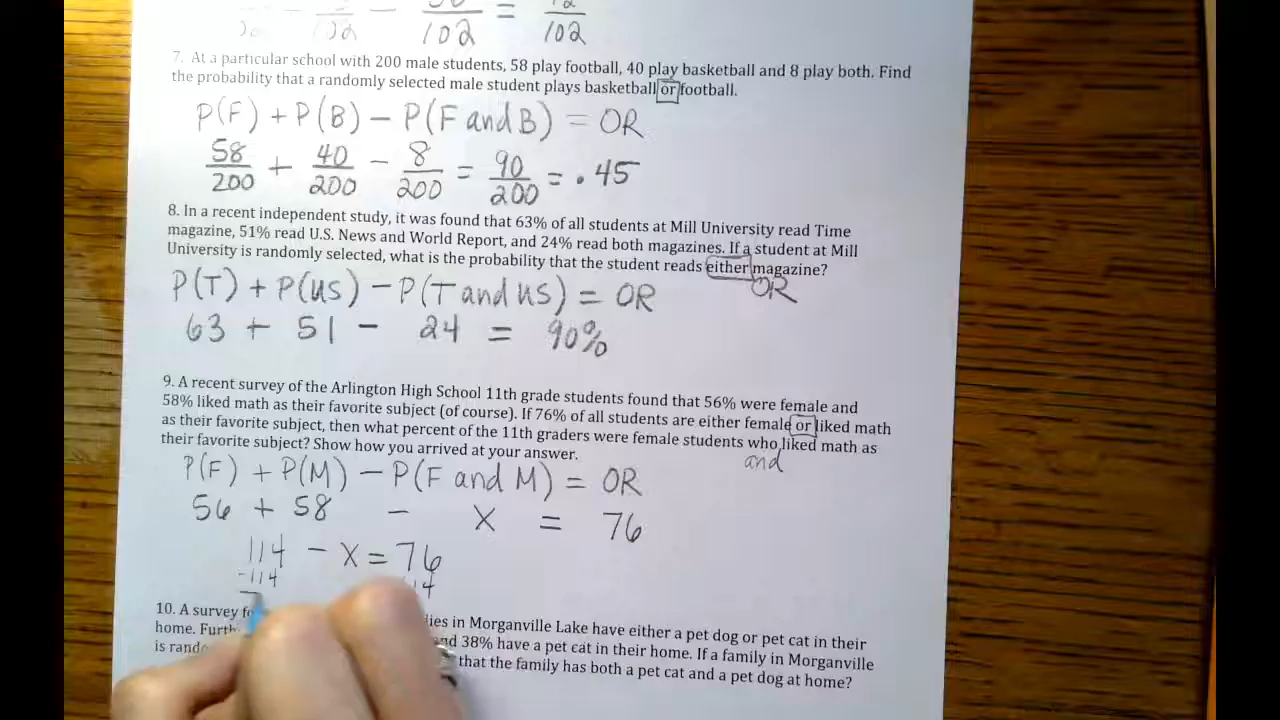 102
102
102
7. At a particular school with 200 male students, 58 play football, 40 play basketball and 8 play both. Find
the probability that a randomly selected male student plays basketball or football.
P(F) + P(B) - P(F and B) = OR
58/200 + 40/200 - 8/200 = 90/200 = .45
8. In a recent independent study, it was found that 63% of all students at Mill University read Time
magazine, 51% read U.S. News and World Report, and 24% read both magazines. If a student at Mill
University is randomly selected, what is the probability that the student reads either magazine?
OR
P(T) + P(US) - P(T and US) = OR
63 + 51 - 24 = 90%
9. A recent survey of the Arlington High School 11th grade students found that 56% were female and
58% liked math as their favorite subject (of course). If 76% of all students are either female or liked math
as their favorite subject, then what percent of the 11th graders were female students who liked math as
their favorite subject? Show how you arrived at your answer.
and
P(F) + P(M) - P(F and M) = OR
56 + 58 - X = 76
114 - X = 76
-114
10. A survey
in Morganville Lake have either a pet dog or pet cat in their
home.
and 38% have a pet cat in their home. If a family in Morganville
is
that the family has both a pet cat and a pet dog at home?